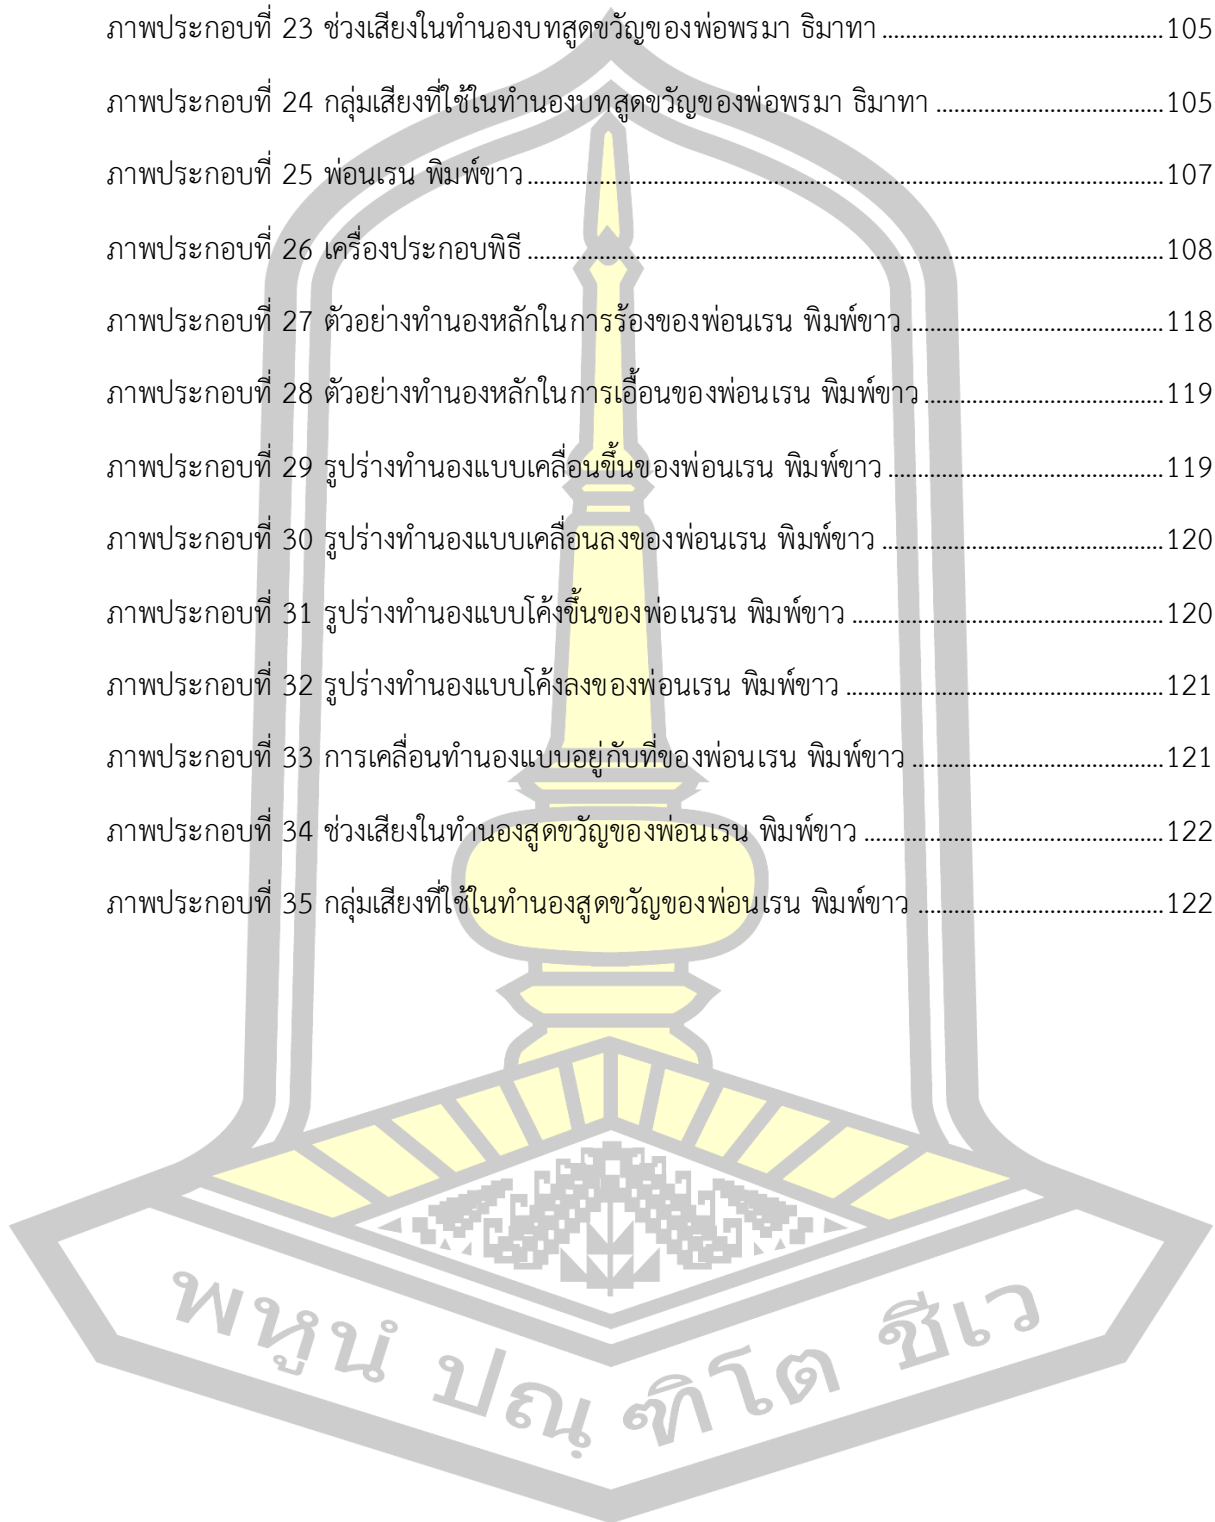 ภาพประกอบที่ 23 ช่วงเสียงในทำนองบทสูดขวัญของพ่อพรมา ธิมาทา ................................................105
ภาพประกอบที่ 24 กลุ่มเสียงที่ใช้ในทำนองบทสูดขวัญของพ่อพรมา ธิมาทา .......................................105
ภาพประกอบที่ 25 พ่อนเรน พิมพ์ขาว ...........................................................................................................107
ภาพประกอบที่ 26 เครื่องประกอบพิธี ...........................................................................................................108
ภาพประกอบที่ 27 ตัวอย่างทำนองหลักในการร้องของพ่อนเรน พิมพ์ขาว ............................................118
ภาพประกอบที่ 28 ตัวอย่างทำนองหลักในการเอื้อนของพ่อนเรน พิมพ์ขาว .........................................119
ภาพประกอบที่ 29 รูปร่างทำนองแบบเคลื่อนขึ้นของพ่อนเรน พิมพ์ขาว ...............................................119
ภาพประกอบที่ 30 รูปร่างทำนองแบบเคลื่อนลงของพ่อนเรน พิมพ์ขาว ................................................120
ภาพประกอบที่ 31 รูปร่างทำนองแบบโค้งขึ้นของพ่อเนรน พิมพ์ขาว .....................................................120
ภาพประกอบที่ 32 รูปร่างทำนองแบบโค้งลงของพ่อนเรน พิมพ์ขาว ......................................................121
ภาพประกอบที่ 33 การเคลื่อนทำนองแบบอยู่กับที่ของพ่อนเรน พิมพ์ขาว ...........................................121
ภาพประกอบที่ 34 ช่วงเสียงในทำนองสูดขวัญของพ่อนเรน พิมพ์ขาว ...................................................122
ภาพประกอบที่ 35 กลุ่มเสียงที่ใช้ในทำนองสูดขวัญของพ่อนเรน พิมพ์ขาว ..........................................122
พหูนํ ปณฺฑิโต ชีเว